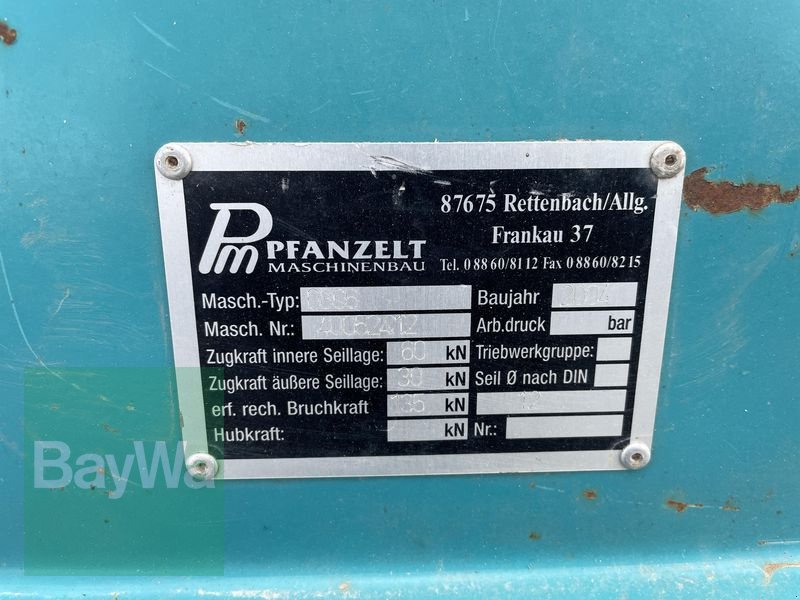 Pm PFANZELT
MASCHINENBAU
87675 Rettenbach/Allg.
Frankau 37
Tel. 0 88 60/81 12 Fax 0 88 60/82 15
Masch.-Typ:
Baujahr
Masch. Nr.:
Arb.druck bar
Zugkraft innere Seillage: 60 kN
Triebwerkgruppe:
Zugkraft äußere Seillage: 30 kN
Seil Ø nach DIN
erf. rech. Bruchkraft 135 kN
12
Hubkraft: kN
Nr.:
BayWa